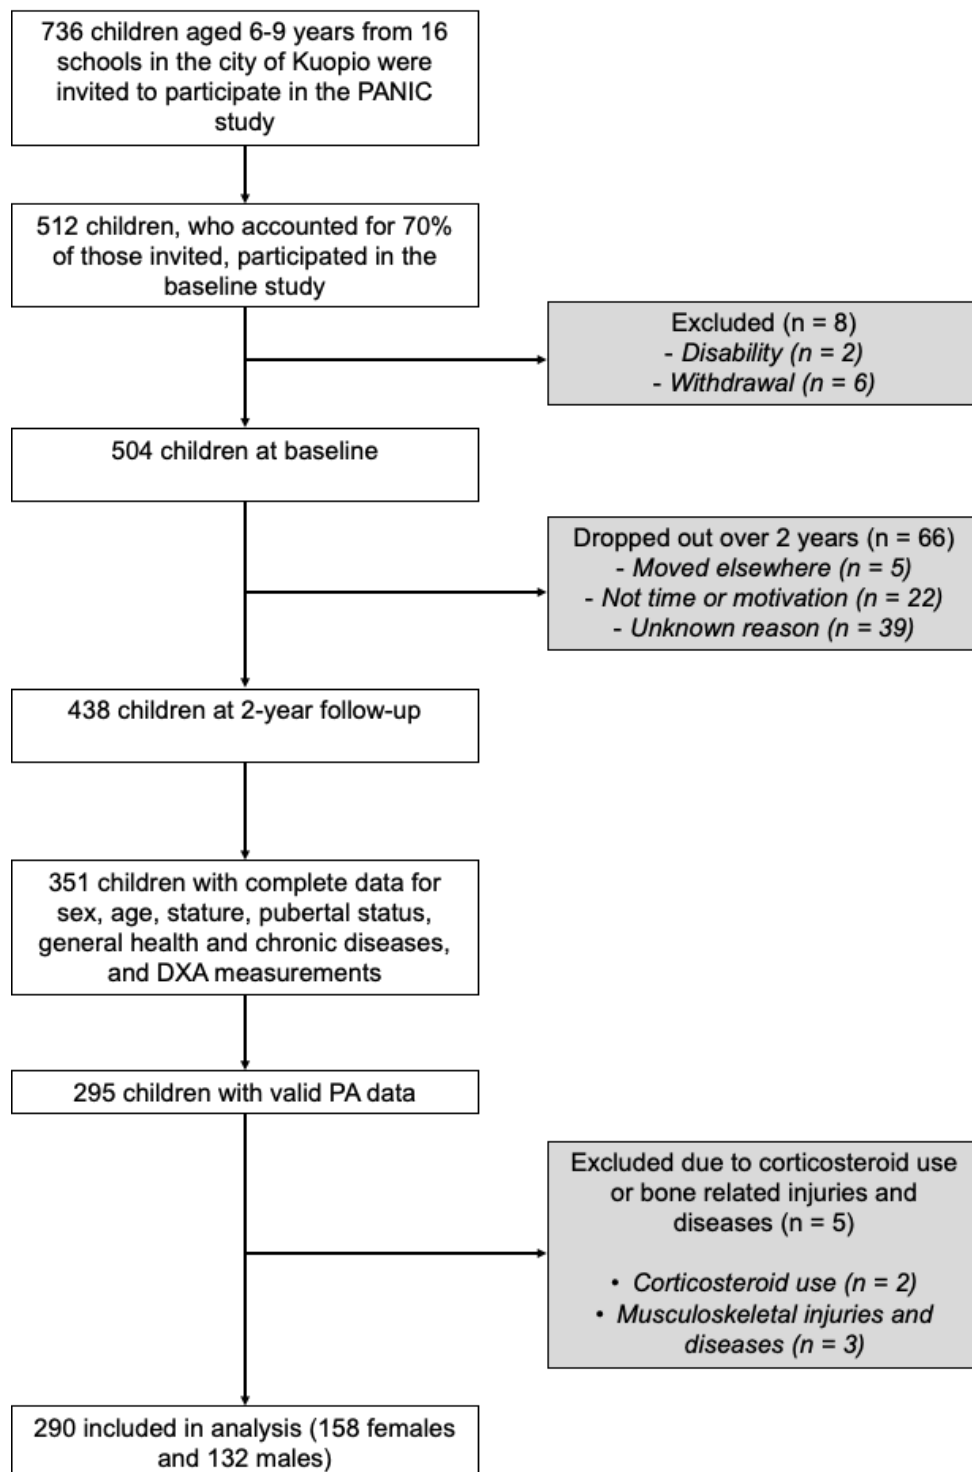 736 children aged 6-9 years from 16
schools in the city of Kuopio were
invited to participate in the PANIC
study
512 children, who accounted for 70%
of those invited, participated in the
baseline study
Excluded (n = 8)
- Disability (n = 2)
- Withdrawal (n = 6)
504 children at baseline
Dropped out over 2 years (n = 66)
- Moved elsewhere (n = 5)
- Not time or motivation (n = 22)
- Unknown reason (n = 39)
438 children at 2-year follow-up
351 children with complete data for
sex, age, stature, pubertal status,
general health and chronic diseases,
and DXA measurements
295 children with valid PA data
Excluded due to corticosteroid use
or bone related injuries and
diseases (n = 5)
• Corticosteroid use (n = 2)
• Musculoskeletal injuries and
diseases (n = 3)
290 included in analysis (158 females
and 132 males)